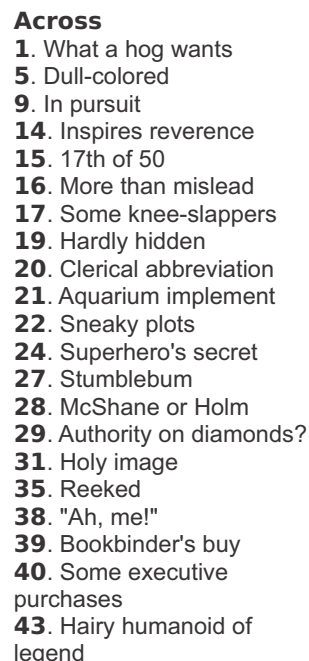 Across
1. What a hog wants
5. Dull-colored
9. In pursuit
14. Inspires reverence
15. 17th of 50
16. More than mislead
17. Some knee-slappers
19. Hardly hidden
20. Clerical abbreviation
21. Aquarium implement
22. Sneaky plots
24. Superhero's secret
27. Stumblebum
28. McShane or Holm
29. Authority on diamonds?
31. Holy image
35. Reeked
38. "Ah, me!"
39. Bookbinder's buy
40. Some executive
purchases
43. Hairy humanoid of
legend